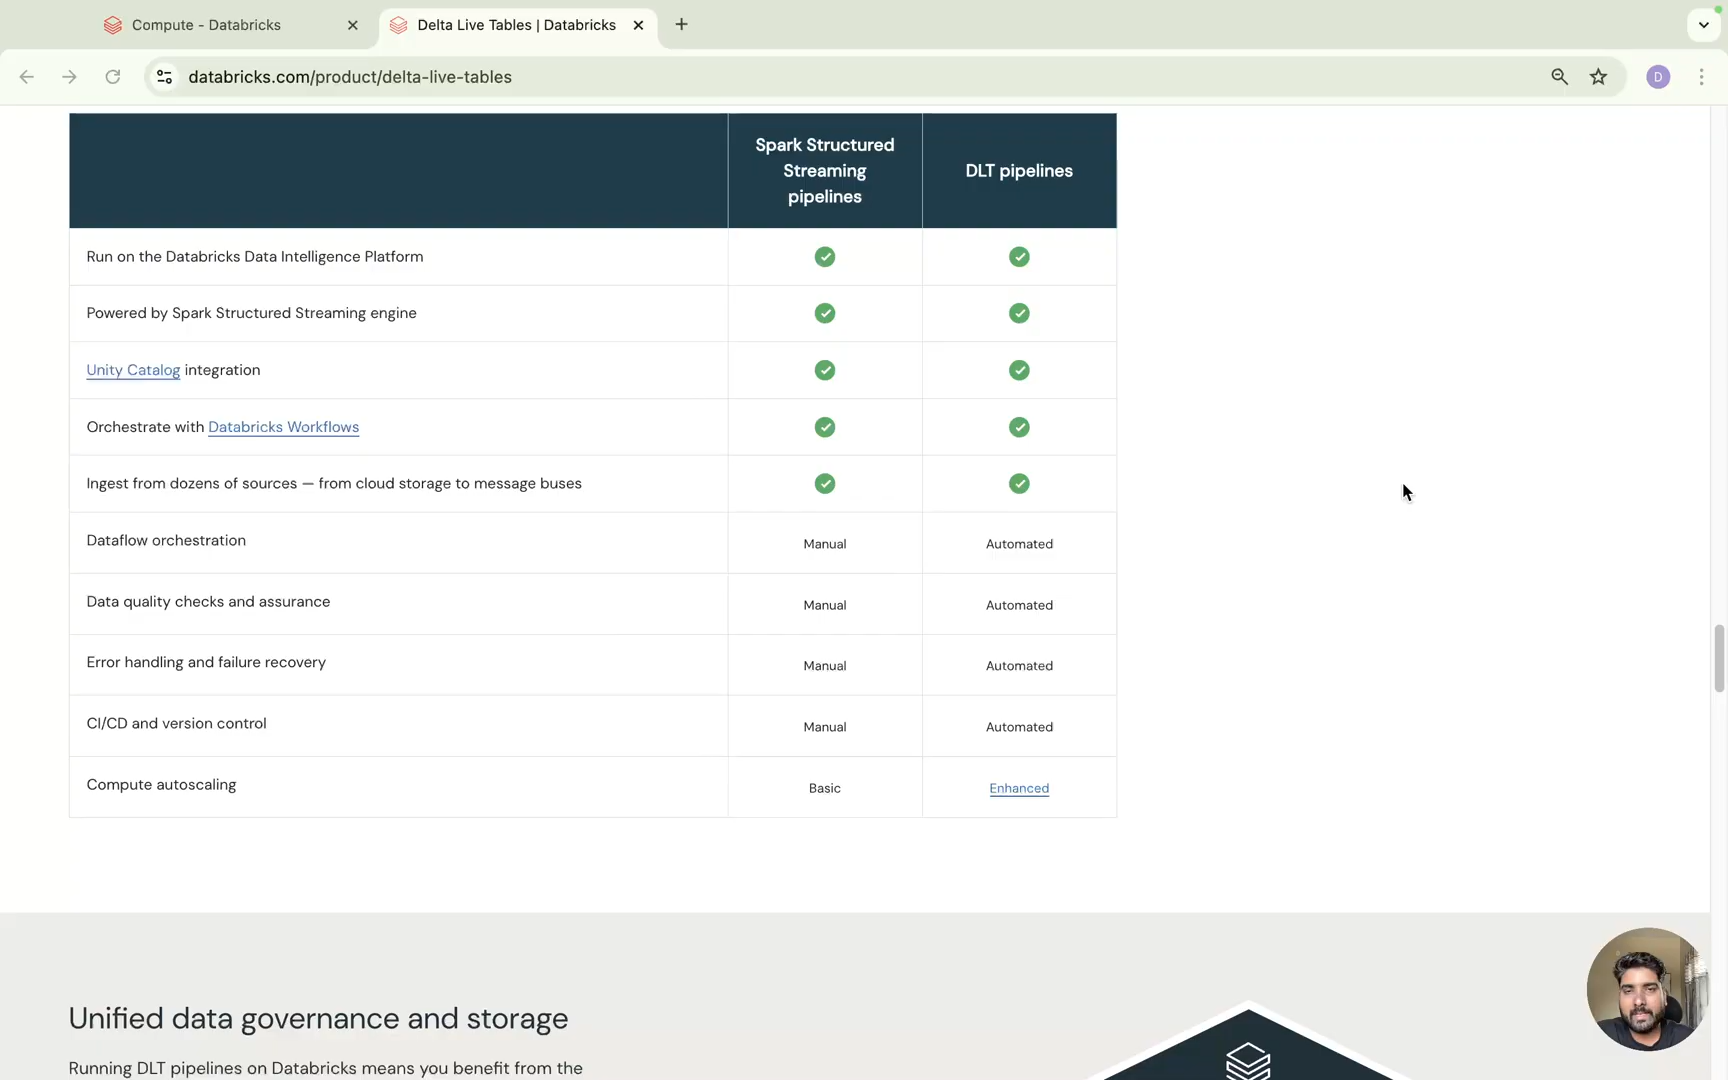 Compute - Databricks
Delta Live Tables | Databricks
databricks.com/product/delta-live-tables
D
Spark Structured
Streaming
pipelines
DLT pipelines
Run on the Databricks Data Intelligence Platform
Powered by Spark Structured Streaming engine
Unity Catalog integration
Orchestrate with Databricks Workflows
Ingest from dozens of sources — from cloud storage to message buses
Dataflow orchestration
Manual
Automated
Data quality checks and assurance
Manual
Automated
Error handling and failure recovery
Manual
Automated
CI/CD and version control
Manual
Automated
Compute autoscaling
Basic
Enhanced
Unified data governance and storage
Running DLT pipelines on Databricks means you benefit from the